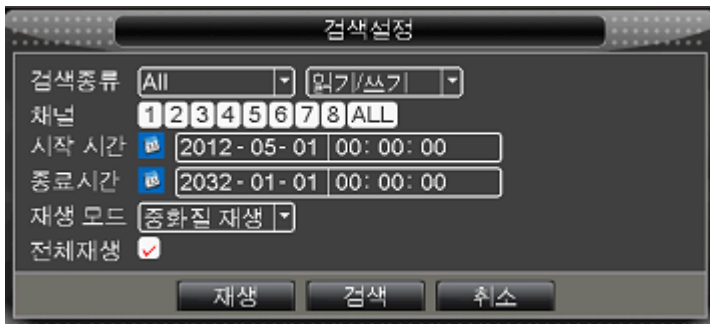 검색설정
검색종류 All 읽기/쓰기
채널 1 2 3 4 5 6 7 8 ALL
시작 시간 2012-05-01 00:00:00
종료시간 2032-01-01 00:00:00
재생 모드 중화질 재생
전체재생
재생 검색 취소